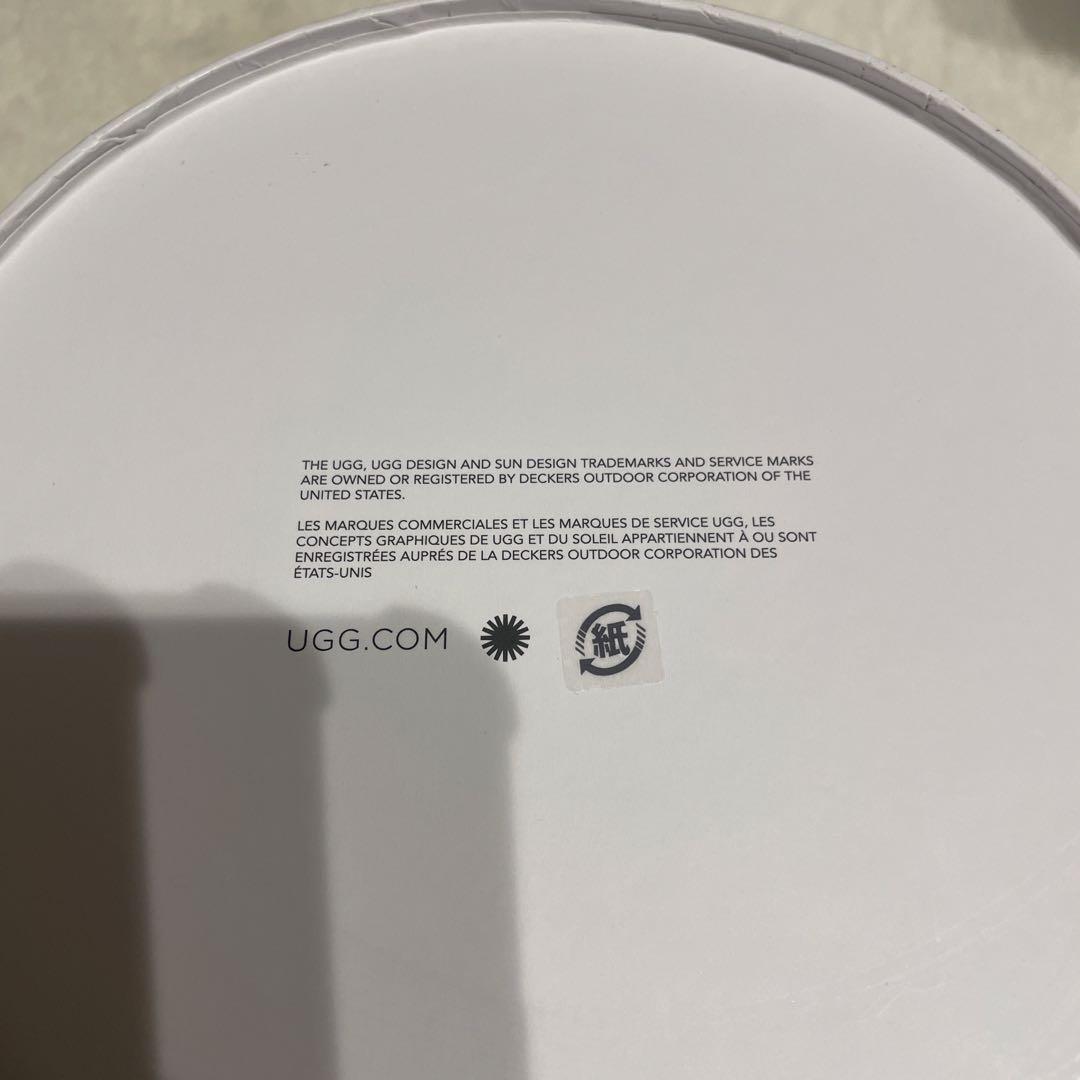 THE UGG, UGG DESIGN AND SUN DESIGN TRADEMARKS AND SERVICE MARKS
ARE OWNED OR REGISTERED BY DECKERS OUTDOOR CORPORATION OF THE
UNITED STATES.
LES MARQUES COMMERCIALES ET LES MARQUES DE SERVICE UGG, LES
CONCEPTS GRAPHIQUES DE UGG ET DU SOLEIL APPARTIENNENT À OU SONT
ENREGISTRÉES AUPRÉS DE LA DECKERS OUTDOOR CORPORATION DES
ÉTATS-UNIS
UGG.COM
紙